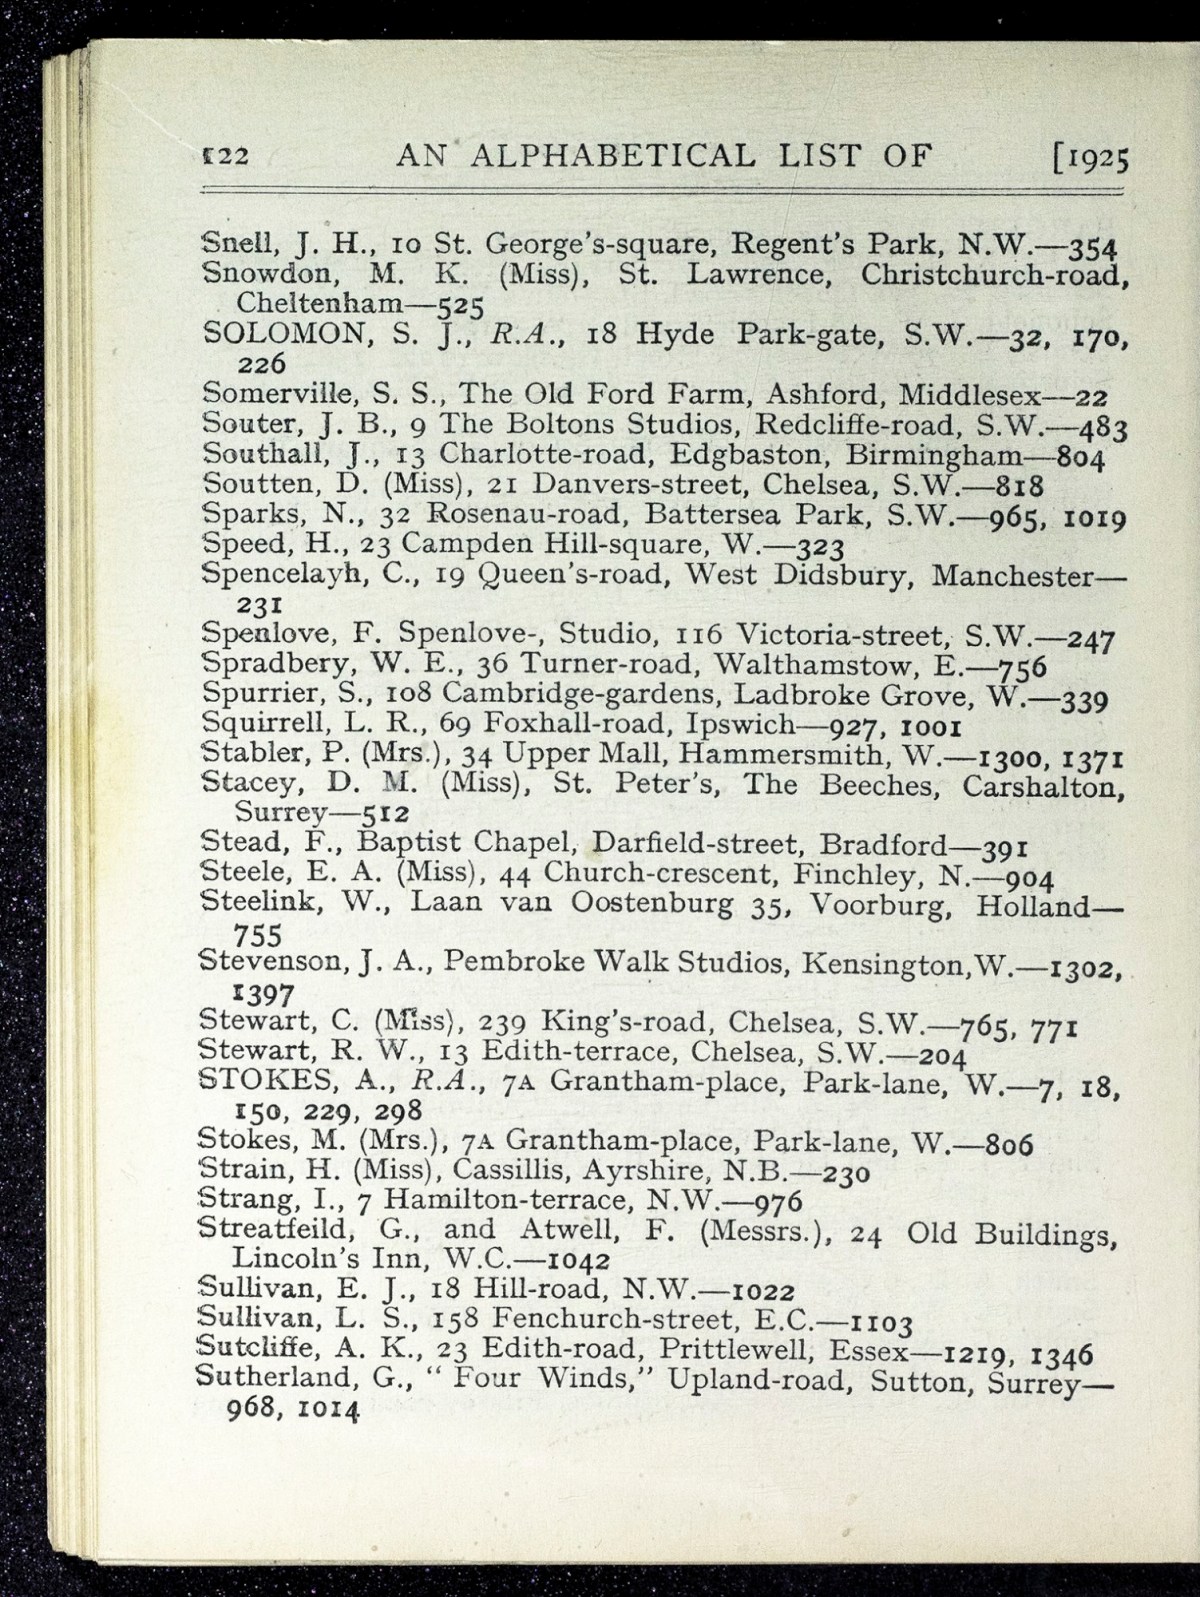 122 AN ALPHABETICAL LIST OF [1925
Snell, J. H., 10 St. George's-square, Regent's Park, N.W.—354
Snowdon, M. K. (Miss), St. Lawrence, Christchurch-road,
Cheltenham—525
SOLOMON, S. J., R.A., 18 Hyde Park-gate, S.W.—32, 170,
226
Somerville, S. S., The Old Ford Farm, Ashford, Middlesex—22
Souter, J. B., 9 The Boltons Studios, Redcliffe-road, S.W.—483
Southall, J., 13 Charlotte-road, Edgbaston, Birmingham—804
Soutten, D. (Miss), 21 Danvers-street, Chelsea, S.W.—818
Sparks, N., 32 Rosenau-road, Battersea Park, S.W.—965, 1019
Speed, H., 23 Campden Hill-square, W.—323
Spencelayh, C., 19 Queen's-road, West Didsbury, Manchester—
231
Spenlove, F. Spenlove-, Studio, 116 Victoria-street, S.W.—247
Spradbery, W. E., 36 Turner-road, Walthamstow, E.—756
Spurrier, S., 108 Cambridge-gardens, Ladbroke Grove, W.—339
Squirrell, L. R., 69 Foxhall-road, Ipswich—927, 1001
Stabler, P. (Mrs.), 34 Upper Mall, Hammersmith, W.—1300, 1371
Stacey, D. M. (Miss), St. Peter's, The Beeches, Carshalton,
Surrey—512
Stead, F., Baptist Chapel, Darfield-street, Bradford—391
Steele, E. A. (Miss), 44 Church-crescent, Finchley, N.—904
Steelink, W., Laan van Oostenburg 35, Voorburg, Holland—
755
Stevenson, J. A., Pembroke Walk Studios, Kensington,W.—1302,
1397
Stewart, C. (Miss), 239 King's-road, Chelsea, S.W.—765, 771
Stewart, R. W., 13 Edith-terrace, Chelsea, S.W.—204
STOKES, A., R.A., 7A Grantham-place, Park-lane, W.—7, 18,
150, 229, 298
Stokes, M. (Mrs.), 7A Grantham-place, Park-lane, W.—806
Strain, H. (Miss), Cassillis, Ayrshire, N.B.—230
Strang, I., 7 Hamilton-terrace, N.W.—976
Streatfeild, G., and Atwell, F. (Messrs.), 24 Old Buildings,
Lincoln's Inn, W.C.—1042
Sullivan, E. J., 18 Hill-road, N.W.—1022
Sullivan, L. S., 158 Fenchurch-street, E.C.—1103
Sutcliffe, A. K., 23 Edith-road, Prittlewell, Essex—1219, 1346
Sutherland, G., “ Four Winds,” Upland-road, Sutton, Surrey—
968, 1014